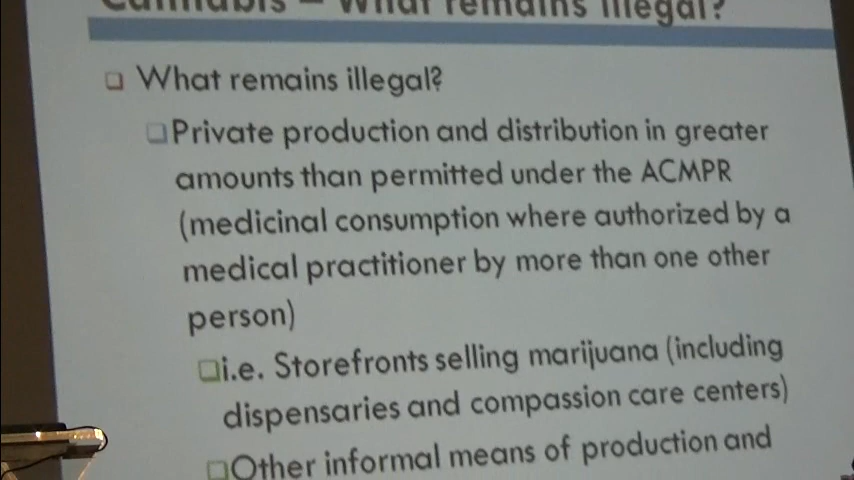 Cannabis – What remains illegal?
What remains illegal?
Private production and distribution in greater
amounts than permitted under the ACMPR
(medicinal consumption where authorized by a
medical practitioner by more than one other
person)
i.e. Storefronts selling marijuana (including
dispensaries and compassion care centers)
Other informal means of production and